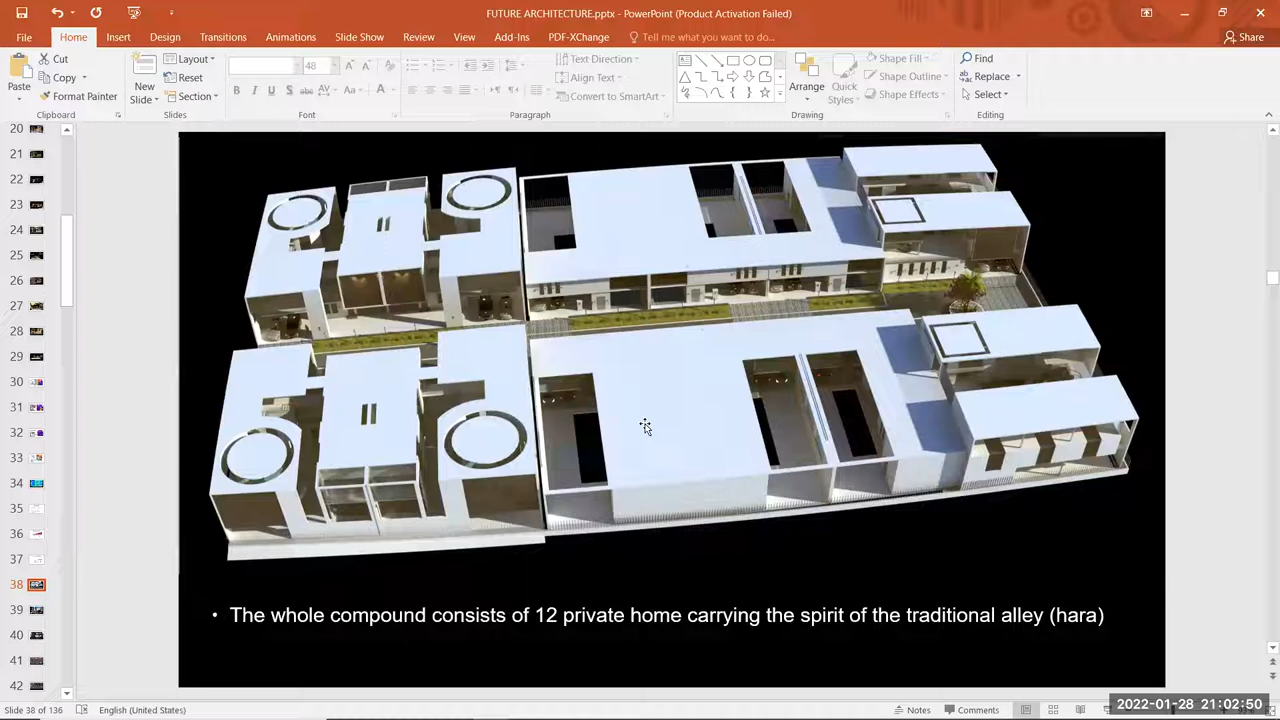 FUTURE ARCHITECTURE.pptx - PowerPoint (Product Activation Failed)
File Home Insert Design Transitions Animations Slide Show Review View Add-Ins PDF-XChange Tell me what you want to do... Share
Paste
Cut
Copy
Format Painter
Clipboard
New Slide
Layout
Reset
Section
Slides
48
B I U S abc AV Aa A
Font
Text Direction
Align Text
Convert to SmartArt
Paragraph
Arrange
Quick Styles
Shape Fill
Shape Outline
Shape Effects
Drawing
Find
Replace
Select
Editing
20
21
22
24
25
26
27
28
29
30
31
32
33
34
35
36
37
38
39
40
41
42
• The whole compound consists of 12 private home carrying the spirit of the traditional alley (hara)
Slide 38 of 136 English (United States) Notes Comments
2022-01-28 21:02:50